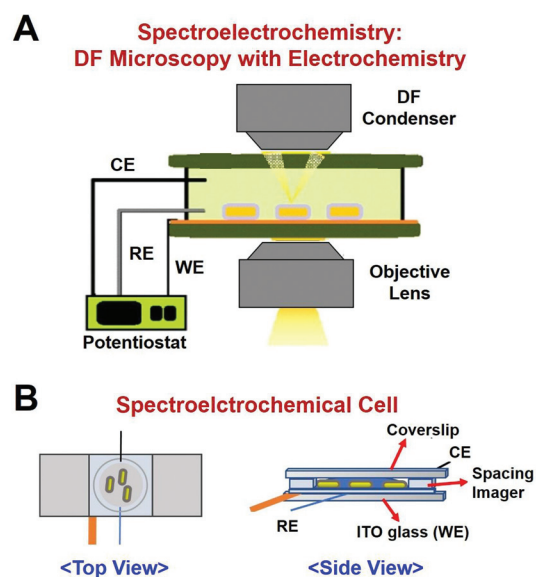 A
Spectroelectrochemistry:
DF Microscopy with Electrochemistry
DF
Condenser
CE
RE
WE
Objective
Lens
Potentiostat
B
Spectroelctrochemical Cell
Coverslip
CE
Spacing
Imager
RE
ITO glass (WE)
<Top View>
<Side View>